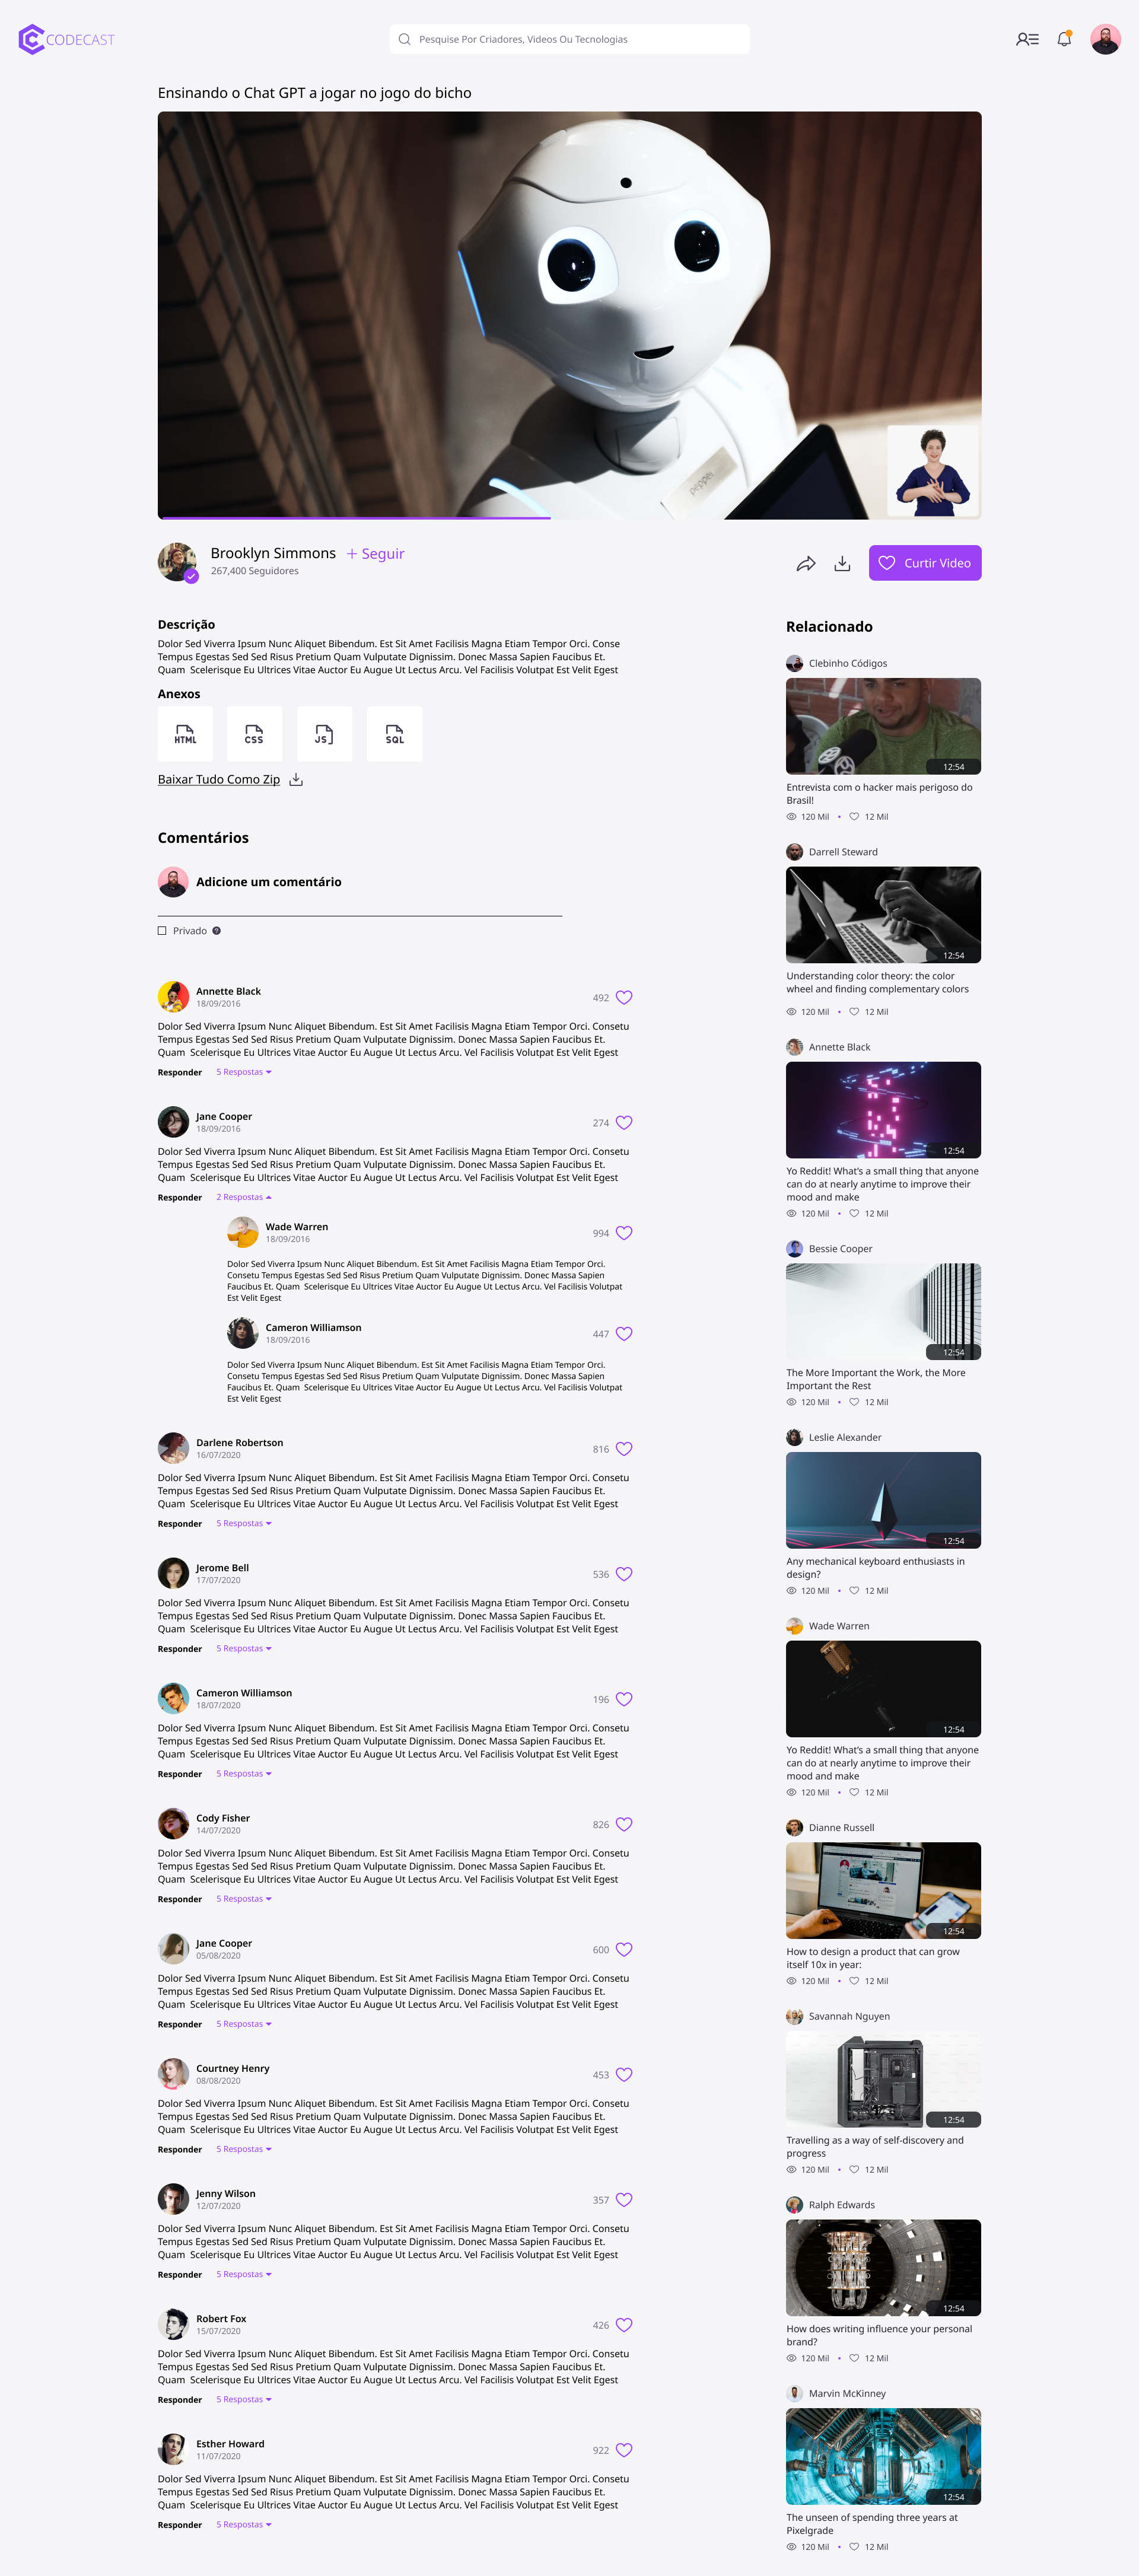 CODECAST
Pesquise Por Criadores, Videos Ou Tecnologias
Ensinando o Chat GPT a jogar no jogo do bicho
pepper
Brooklyn Simmons
Seguir
267,400 Seguidores
Curtir Video
Descrição
Dolor Sed Viverra Ipsum Nunc Aliquet Bibendum. Est Sit Amet Facilisis Magna Etiam Tempor Orci. Conse
Tempus Egestas Sed Sed Risus Pretium Quam Vulputate Dignissim. Donec Massa Sapien Faucibus Et.
Quam  Scelerisque Eu Ultrices Vitae Auctor Eu Augue Ut Lectus Arcu. Vel Facilisis Volutpat Est Velit Egest
Anexos
HTML
CSS
JS
SQL
Baixar Tudo Como Zip
Comentários
Adicione um comentário
Privado
?
Annette Black
18/09/2016
492
Dolor Sed Viverra Ipsum Nunc Aliquet Bibendum. Est Sit Amet Facilisis Magna Etiam Tempor Orci. Consetu
Tempus Egestas Sed Sed Risus Pretium Quam Vulputate Dignissim. Donec Massa Sapien Faucibus Et.
Quam  Scelerisque Eu Ultrices Vitae Auctor Eu Augue Ut Lectus Arcu. Vel Facilisis Volutpat Est Velit Egest
Responder
5 Respostas
Jane Cooper
18/09/2016
274
Dolor Sed Viverra Ipsum Nunc Aliquet Bibendum. Est Sit Amet Facilisis Magna Etiam Tempor Orci. Consetu
Tempus Egestas Sed Sed Risus Pretium Quam Vulputate Dignissim. Donec Massa Sapien Faucibus Et.
Quam  Scelerisque Eu Ultrices Vitae Auctor Eu Augue Ut Lectus Arcu. Vel Facilisis Volutpat Est Velit Egest
Responder
2 Respostas
Wade Warren
18/09/2016
994
Dolor Sed Viverra Ipsum Nunc Aliquet Bibendum. Est Sit Amet Facilisis Magna Etiam Tempor Orci.
Consetu Tempus Egestas Sed Sed Risus Pretium Quam Vulputate Dignissim. Donec Massa Sapien
Faucibus Et. Quam  Scelerisque Eu Ultrices Vitae Auctor Eu Augue Ut Lectus Arcu. Vel Facilisis Volutpat
Est Velit Egest
Cameron Williamson
18/09/2016
447
Dolor Sed Viverra Ipsum Nunc Aliquet Bibendum. Est Sit Amet Facilisis Magna Etiam Tempor Orci.
Consetu Tempus Egestas Sed Sed Risus Pretium Quam Vulputate Dignissim. Donec Massa Sapien
Faucibus Et. Quam  Scelerisque Eu Ultrices Vitae Auctor Eu Augue Ut Lectus Arcu. Vel Facilisis Volutpat
Est Velit Egest
Darlene Robertson
16/07/2020
816
Dolor Sed Viverra Ipsum Nunc Aliquet Bibendum. Est Sit Amet Facilisis Magna Etiam Tempor Orci. Consetu
Tempus Egestas Sed Sed Risus Pretium Quam Vulputate Dignissim. Donec Massa Sapien Faucibus Et.
Quam  Scelerisque Eu Ultrices Vitae Auctor Eu Augue Ut Lectus Arcu. Vel Facilisis Volutpat Est Velit Egest
Responder
5 Respostas
Jerome Bell
17/07/2020
536
Dolor Sed Viverra Ipsum Nunc Aliquet Bibendum. Est Sit Amet Facilisis Magna Etiam Tempor Orci. Consetu
Tempus Egestas Sed Sed Risus Pretium Quam Vulputate Dignissim. Donec Massa Sapien Faucibus Et.
Quam  Scelerisque Eu Ultrices Vitae Auctor Eu Augue Ut Lectus Arcu. Vel Facilisis Volutpat Est Velit Egest
Responder
5 Respostas
Cameron Williamson
18/07/2020
196
Dolor Sed Viverra Ipsum Nunc Aliquet Bibendum. Est Sit Amet Facilisis Magna Etiam Tempor Orci. Consetu
Tempus Egestas Sed Sed Risus Pretium Quam Vulputate Dignissim. Donec Massa Sapien Faucibus Et.
Quam  Scelerisque Eu Ultrices Vitae Auctor Eu Augue Ut Lectus Arcu. Vel Facilisis Volutpat Est Velit Egest
Responder
5 Respostas
Cody Fisher
14/07/2020
826
Dolor Sed Viverra Ipsum Nunc Aliquet Bibendum. Est Sit Amet Facilisis Magna Etiam Tempor Orci. Consetu
Tempus Egestas Sed Sed Risus Pretium Quam Vulputate Dignissim. Donec Massa Sapien Faucibus Et.
Quam  Scelerisque Eu Ultrices Vitae Auctor Eu Augue Ut Lectus Arcu. Vel Facilisis Volutpat Est Velit Egest
Responder
5 Respostas
Jane Cooper
05/08/2020
600
Dolor Sed Viverra Ipsum Nunc Aliquet Bibendum. Est Sit Amet Facilisis Magna Etiam Tempor Orci. Consetu
Tempus Egestas Sed Sed Risus Pretium Quam Vulputate Dignissim. Donec Massa Sapien Faucibus Et.
Quam  Scelerisque Eu Ultrices Vitae Auctor Eu Augue Ut Lectus Arcu. Vel Facilisis Volutpat Est Velit Egest
Responder
5 Respostas
Courtney Henry
08/08/2020
453
Dolor Sed Viverra Ipsum Nunc Aliquet Bibendum. Est Sit Amet Facilisis Magna Etiam Tempor Orci. Consetu
Tempus Egestas Sed Sed Risus Pretium Quam Vulputate Dignissim. Donec Massa Sapien Faucibus Et.
Quam  Scelerisque Eu Ultrices Vitae Auctor Eu Augue Ut Lectus Arcu. Vel Facilisis Volutpat Est Velit Egest
Responder
5 Respostas
Jenny Wilson
12/07/2020
357
Dolor Sed Viverra Ipsum Nunc Aliquet Bibendum. Est Sit Amet Facilisis Magna Etiam Tempor Orci. Consetu
Tempus Egestas Sed Sed Risus Pretium Quam Vulputate Dignissim. Donec Massa Sapien Faucibus Et.
Quam  Scelerisque Eu Ultrices Vitae Auctor Eu Augue Ut Lectus Arcu. Vel Facilisis Volutpat Est Velit Egest
Responder
5 Respostas
Robert Fox
15/07/2020
426
Dolor Sed Viverra Ipsum Nunc Aliquet Bibendum. Est Sit Amet Facilisis Magna Etiam Tempor Orci. Consetu
Tempus Egestas Sed Sed Risus Pretium Quam Vulputate Dignissim. Donec Massa Sapien Faucibus Et.
Quam  Scelerisque Eu Ultrices Vitae Auctor Eu Augue Ut Lectus Arcu. Vel Facilisis Volutpat Est Velit Egest
Responder
5 Respostas
Esther Howard
11/07/2020
922
Dolor Sed Viverra Ipsum Nunc Aliquet Bibendum. Est Sit Amet Facilisis Magna Etiam Tempor Orci. Consetu
Tempus Egestas Sed Sed Risus Pretium Quam Vulputate Dignissim. Donec Massa Sapien Faucibus Et.
Quam  Scelerisque Eu Ultrices Vitae Auctor Eu Augue Ut Lectus Arcu. Vel Facilisis Volutpat Est Velit Egest
Responder
5 Respostas
Relacionado
Clebinho Códigos
12:54
Entrevista com o hacker mais perigoso do
Brasil!
120 Mil • 12 Mil
Darrell Steward
12:54
Understanding color theory: the color
wheel and finding complementary colors
120 Mil • 12 Mil
Annette Black
12:54
Yo Reddit! What's a small thing that anyone
can do at nearly anytime to improve their
mood and make
120 Mil • 12 Mil
Bessie Cooper
12:54
The More Important the Work, the More
Important the Rest
120 Mil • 12 Mil
Leslie Alexander
12:54
Any mechanical keyboard enthusiasts in
design?
120 Mil • 12 Mil
Wade Warren
12:54
Yo Reddit! What's a small thing that anyone
can do at nearly anytime to improve their
mood and make
120 Mil • 12 Mil
Dianne Russell
12:54
How to design a product that can grow
itself 10x in year:
120 Mil • 12 Mil
Savannah Nguyen
12:54
Travelling as a way of self-discovery and
progress
120 Mil • 12 Mil
Ralph Edwards
12:54
How does writing influence your personal
brand?
120 Mil • 12 Mil
Marvin McKinney
12:54
The unseen of spending three years at
Pixelgrade
120 Mil • 12 Mil